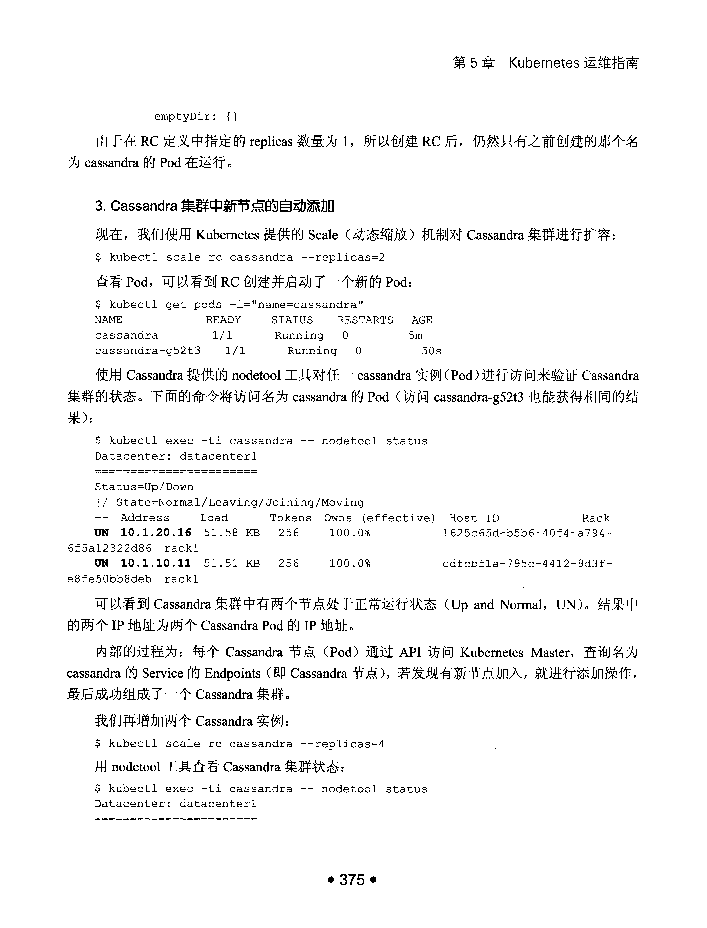 第 5 章 Kubernetes 运维指南
emptyDir: {}
由于在 RC 定义中指定的 replicas 数量为 1，所以创建 RC 后，仍然只有之前创建的那个名
为 cassandra 的 Pod 在运行。
3. Cassandra 集群中新节点的自动添加
现在，我们使用 Kubernetes 提供的 Scale（动态缩放）机制对 Cassandra 集群进行扩容：
$ kubectl scale rc cassandra --replicas=2
查看 Pod，可以看到 RC 创建并启动了一个新的 Pod：
$ kubectl get pods -l="name=cassandra"
NAME READY STATUS RESTARTS AGE
cassandra 1/1 Running 0 5m
cassandra-g52t3 1/1 Running 0 50s
使用 Cassandra 提供的 nodetool 工具对任一 cassandra 实例（Pod）进行访问来验证 Cassandra
集群的状态。下面的命令将访问名为 cassandra 的 Pod（访问 cassandra-g52t3 也能获得相同的结
果）：
$ kubectl exec -ti cassandra -- nodetool status
Datacenter: datacenter1
=======================
Status=Up/Down
|/ State=Normal/Leaving/Joining/Moving
-- Address Load Tokens Owns (effective) Host ID Rack
UN 10.1.20.16 51.58 KB 256 100.0%
6f5a12322d86 rack1
UN 10.1.10.11 51.51 KB 256 100.0%
e8fe50bb8deb rack1
可以看到 Cassandra 集群中有两个节点处于正常运行状态（Up and Normal，UN）。结果中
的两个 IP 地址为两个 Cassandra Pod 的 IP 地址。
内部的过程为：每个 Cassandra 节点（Pod）通过 API 访问 Kubernetes Master，查询名为
cassandra 的 Service 的 Endpoints（即 Cassandra 节点），若发现有新节点加入，就进行添加操作，
最后成功组成了一个 Cassandra 集群。
我们再增加两个 Cassandra 实例：
$ kubectl scale rc cassandra --replicas=4
用 nodetool 工具查看 Cassandra 集群状态：
$ kubectl exec -ti cassandra -- nodetool status
Datacenter: datacenter1
=======================
• 375 •